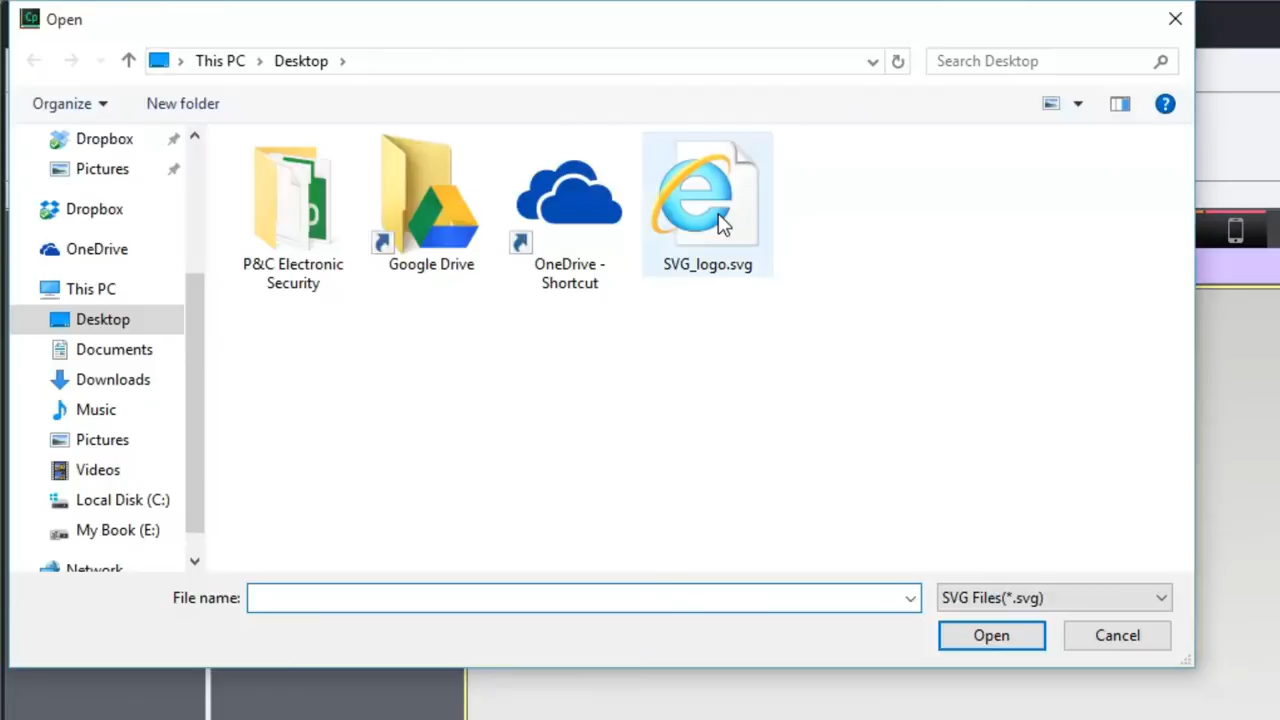 Cp Open
This PC Desktop
Search Desktop
Organize
New folder
?
Dropbox
Pictures
Dropbox
OneDrive
This PC
Desktop
Documents
Downloads
Music
Pictures
Videos
Local Disk (C:)
My Book (E:)
Network
P&C Electronic
Security
Google Drive
OneDrive -
Shortcut
SVG_logo.svg
File name:
SVG Files(*.svg)
Open
Cancel